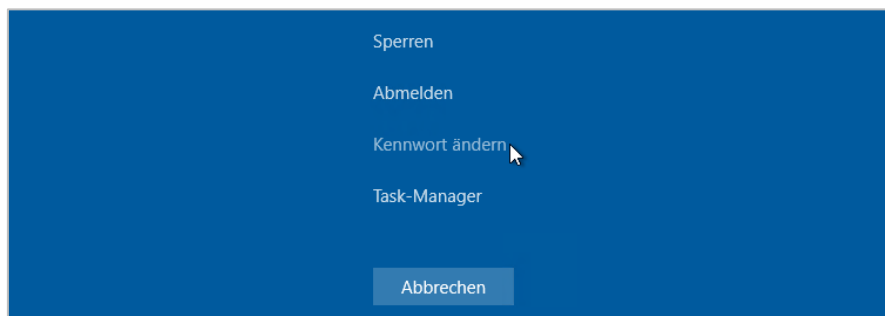 Sperren
Abmelden
Kennwort ändern
Task-Manager
Abbrechen